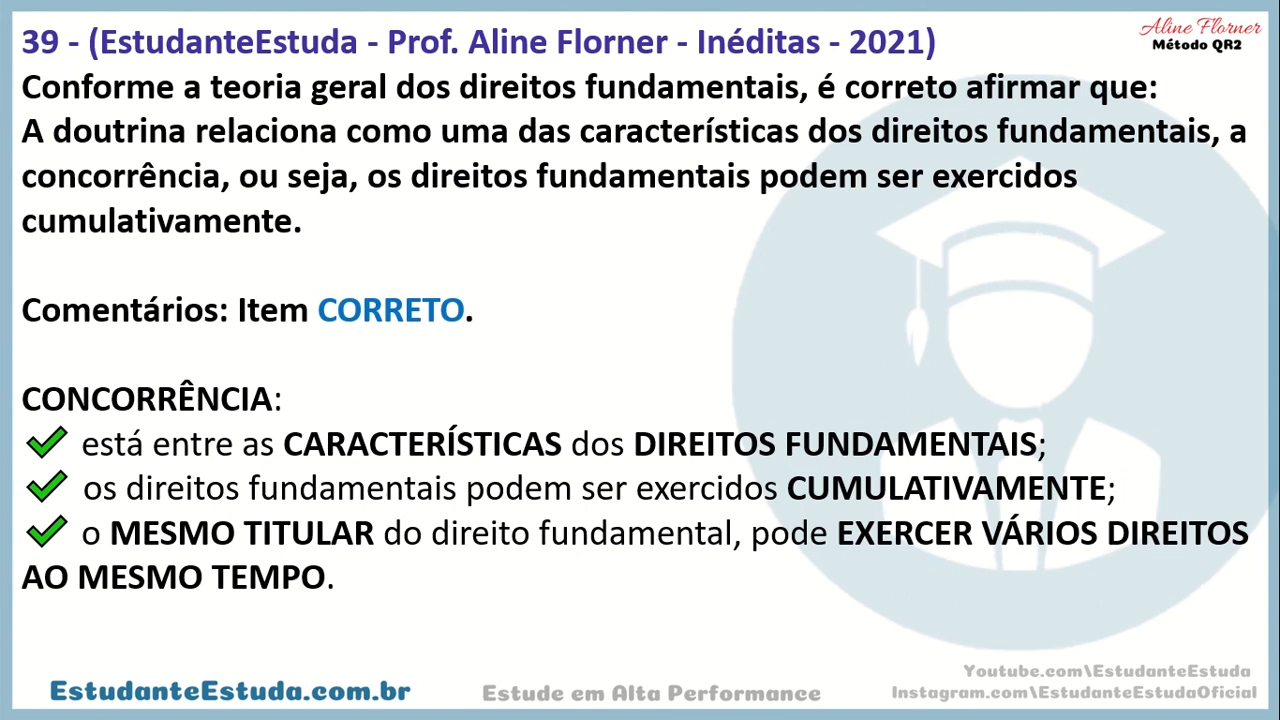 39 - (EstudanteEstuda - Prof. Aline Florner - Inéditas - 2021)
Aline Florner
Método QR2
Conforme a teoria geral dos direitos fundamentais, é correto afirmar que:
A doutrina relaciona como uma das características dos direitos fundamentais, a
concorrência, ou seja, os direitos fundamentais podem ser exercidos
cumulativamente.
Comentários: Item CORRETO.
CONCORRÊNCIA:
está entre as CARACTERÍSTICAS dos DIREITOS FUNDAMENTAIS;
os direitos fundamentais podem ser exercidos CUMULATIVAMENTE;
o MESMO TITULAR do direito fundamental, pode EXERCER VÁRIOS DIREITOS
AO MESMO TEMPO.
EstudanteEstuda.com.br
Estude em Alta Performance
Youtube.com\EstudanteEstuda
Instagram.com\EstudanteEstudaOficial